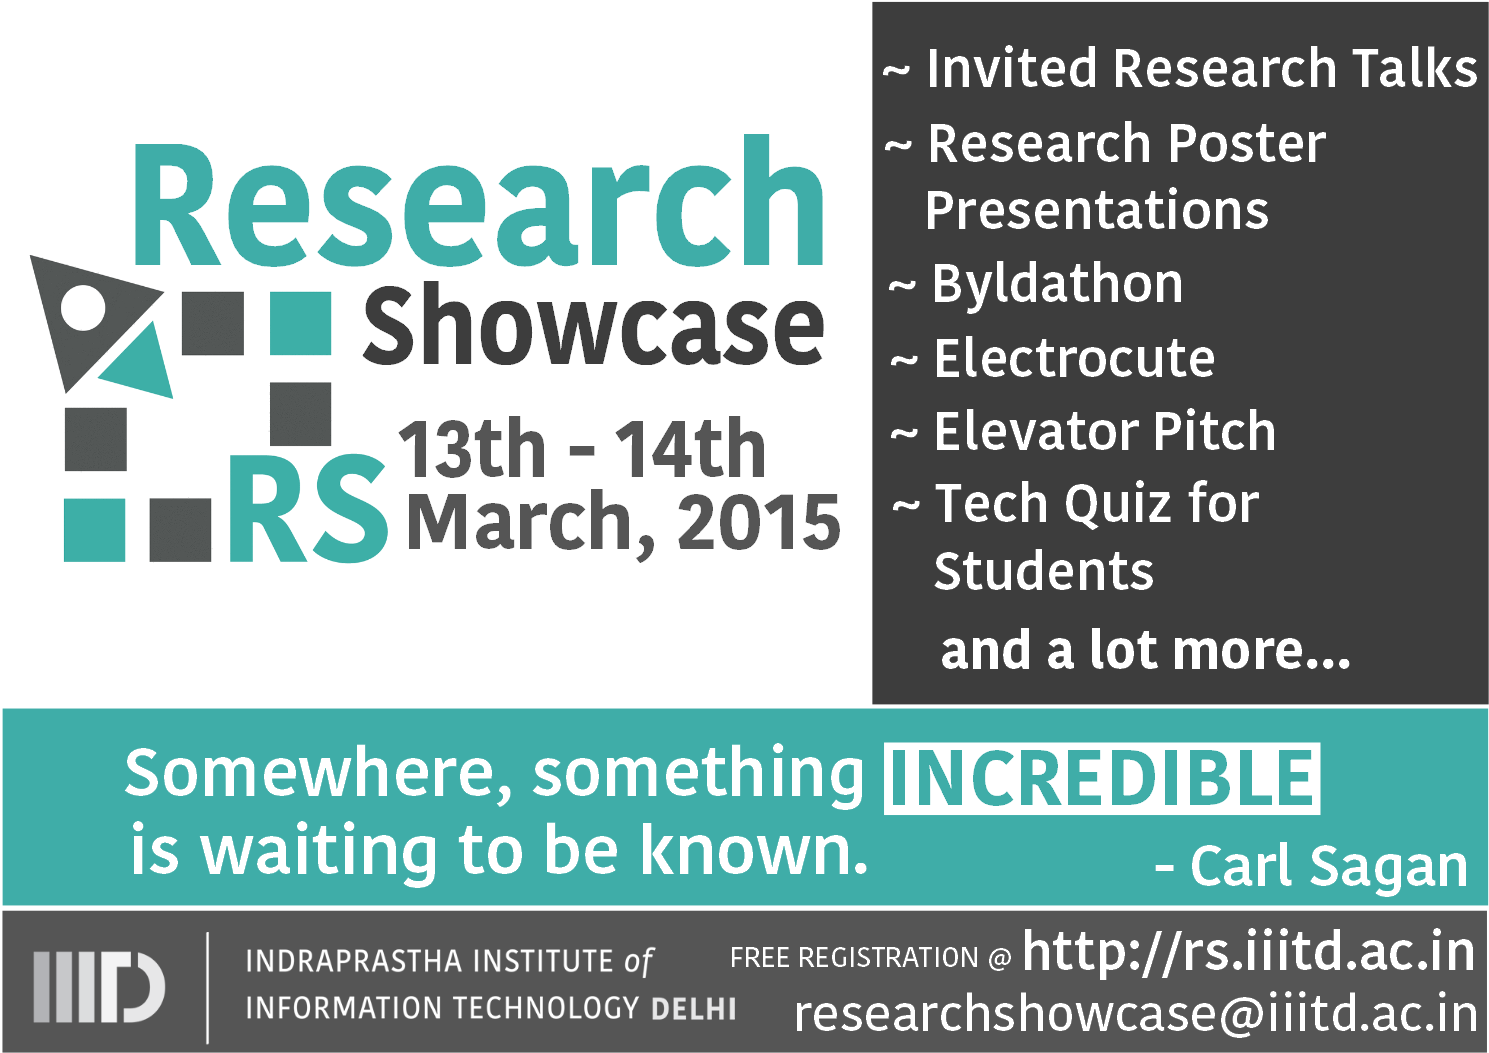 Research
Showcase
RS
13th - 14th
March, 2015
~ Invited Research Talks
~ Research Poster
Presentations
~ Byldathon
~ Electrocute
~ Elevator Pitch
~ Tech Quiz for
Students
and a lot more...
Somewhere, something INCREDIBLE
is waiting to be known.
- Carl Sagan
IIITD
INDRAPRASTHA INSTITUTE of
INFORMATION TECHNOLOGY DELHI
FREE REGISTRATION @ http://rs.iiitd.ac.in
researchshowcase@iiitd.ac.in